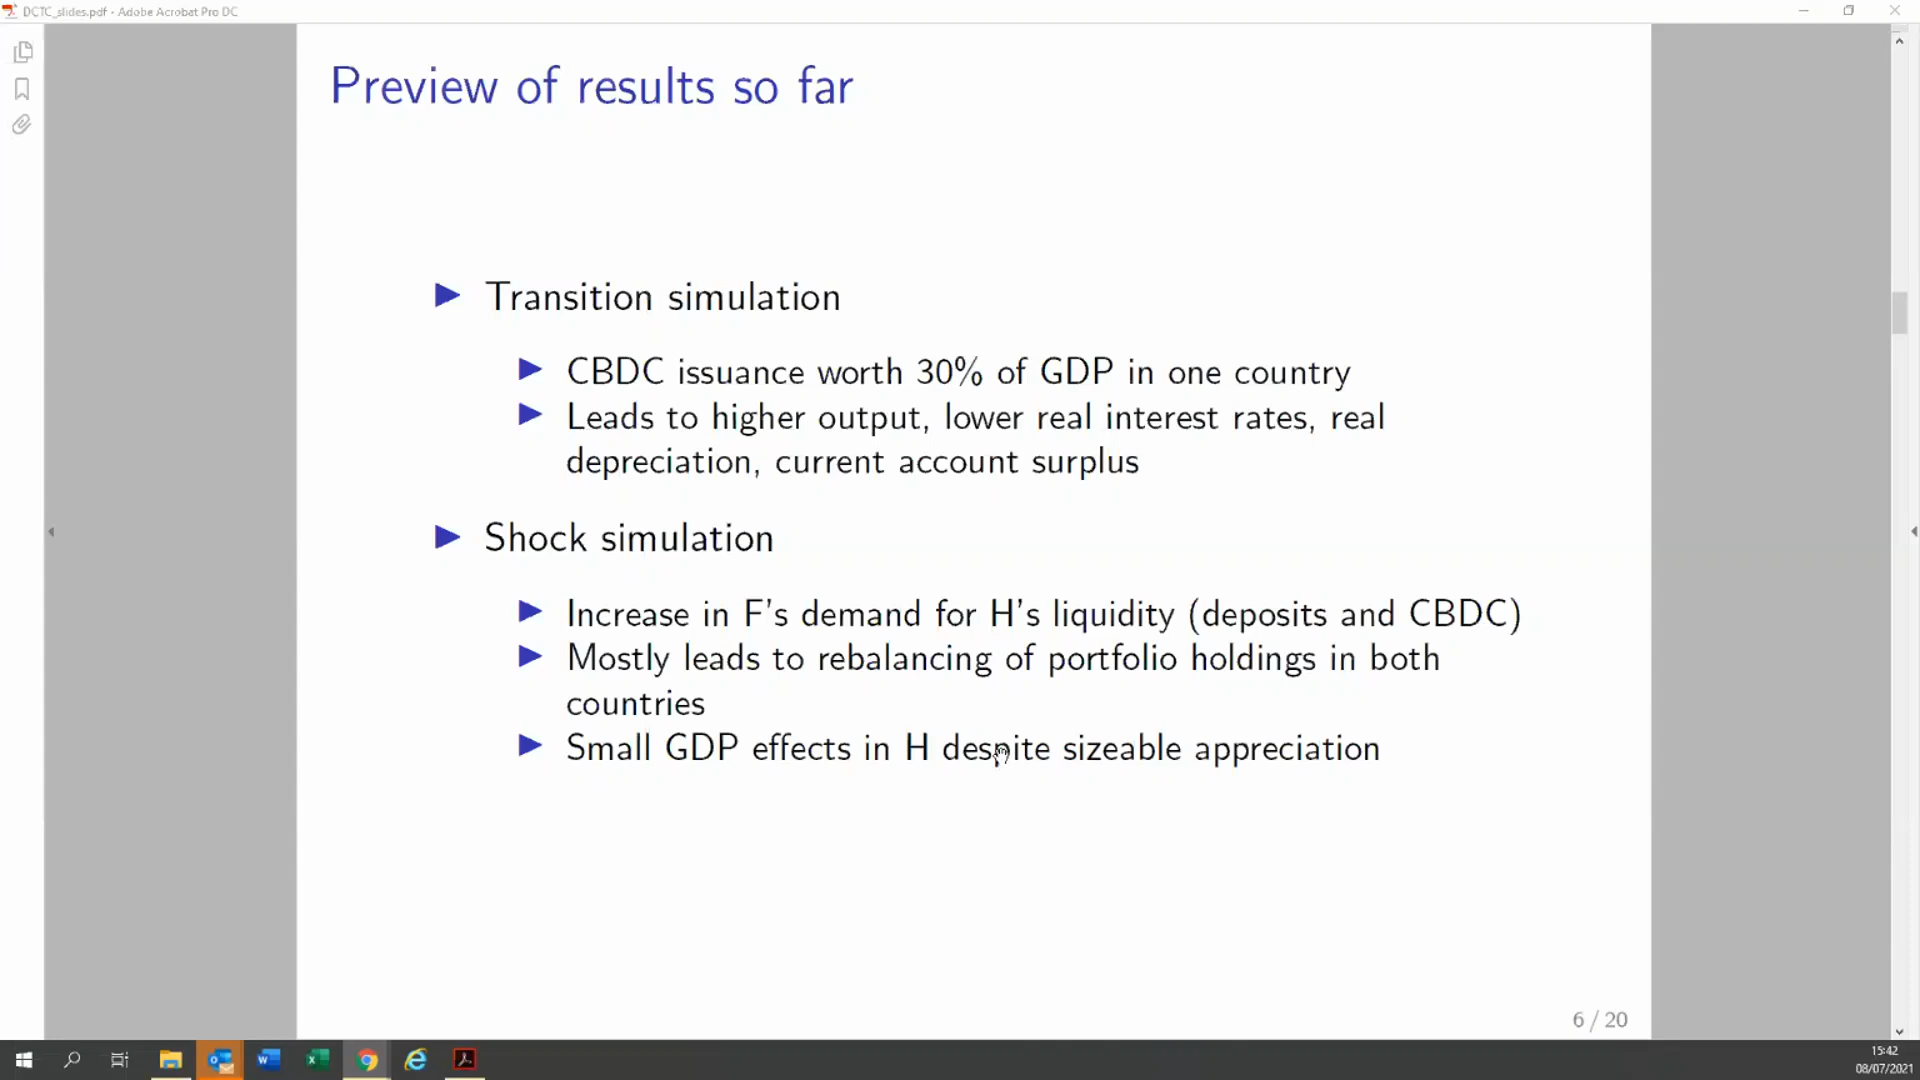 DCTC_slides.pdf - Adobe Acrobat Pro DC
Preview of results so far
Transition simulation
CBDC issuance worth 30% of GDP in one country
Leads to higher output, lower real interest rates, real
depreciation, current account surplus
Shock simulation
Increase in F's demand for H's liquidity (deposits and CBDC)
Mostly leads to rebalancing of portfolio holdings in both
countries
Small GDP effects in H despite sizeable appreciation
6 / 20
15:42
08/07/2021